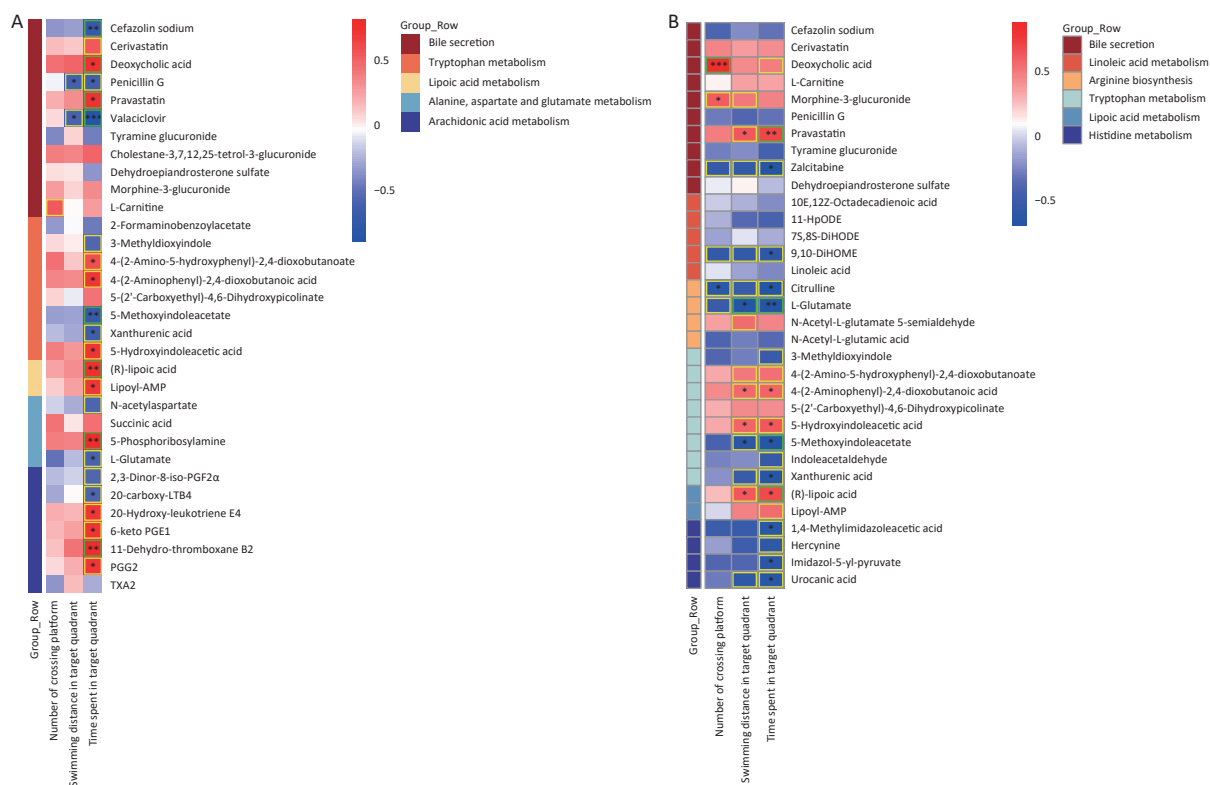 A
Cefazolin sodium
**
Cerivastatin
Deoxycholic acid
*
Penicillin G
* *
Pravastatin
*
Valaciclovir
* ***
Tyramine glucuronide
Cholestane-3,7,12,25-tetrol-3-glucuronide
Dehydroepiandrosterone sulfate
Morphine-3-glucuronide
L-Carnitine
2-Formaminobenzoylacetate
3-Methyldioxyindole
4-(2-Amino-5-hydroxyphenyl)-2,4-dioxobutanoate
*
4-(2-Aminophenyl)-2,4-dioxobutanoic acid
*
5-(2'-Carboxyethyl)-4,6-Dihydroxypicolinate
5-Methoxyindoleacetate
**
Xanthurenic acid
*
5-Hydroxyindoleacetic acid
*
(R)-lipoic acid
**
Lipoyl-AMP
*
N-acetylaspartate
Succinic acid
5-Phosphoribosylamine
**
L-Glutamate
*
2,3-Dinor-8-iso-PGF2α
20-carboxy-LTB4
*
20-Hydroxy-leukotriene E4
*
6-keto PGE1
*
11-Dehydro-thromboxane B2
**
PGG2
*
TXA2
Group_Row
Number of crossing platform
Swimming distance in target quadrant
Time spent in target quadrant
0.5
0
−0.5
Group_Row
Bile secretion
Tryptophan metabolism
Lipoic acid metabolism
Alanine, aspartate and glutamate metabolism
Arachidonic acid metabolism
B
Cefazolin sodium
Cerivastatin
Deoxycholic acid
***
L-Carnitine
Morphine-3-glucuronide
*
Penicillin G
Pravastatin
* **
Tyramine glucuronide
Zalcitabine
*
Dehydroepiandrosterone sulfate
10E,12Z-Octadecadienoic acid
11-HpODE
7S,8S-DiHODE
9,10-DiHOME
*
Linoleic acid
Citrulline
* *
L-Glutamate
* **
N-Acetyl-L-glutamate 5-semialdehyde
N-Acetyl-L-glutamic acid
3-Methyldioxyindole
4-(2-Amino-5-hydroxyphenyl)-2,4-dioxobutanoate
4-(2-Aminophenyl)-2,4-dioxobutanoic acid
* *
5-(2'-Carboxyethyl)-4,6-Dihydroxypicolinate
5-Hydroxyindoleacetic acid
* *
5-Methoxyindoleacetate
* *
Indoleacetaldehyde
Xanthurenic acid
*
(R)-lipoic acid
* *
Lipoyl-AMP
1,4-Methylimidazoleacetic acid
*
Hercynine
Imidazol-5-yl-pyruvate
*
Urocanic acid
*
Group_Row
Number of crossing platform
Swimming distance in target quadrant
Time spent in target quadrant
0.5
0
−0.5
Group_Row
Bile secretion
Linoleic acid metabolism
Arginine biosynthesis
Tryptophan metabolism
Lipoic acid metabolism
Histidine metabolism